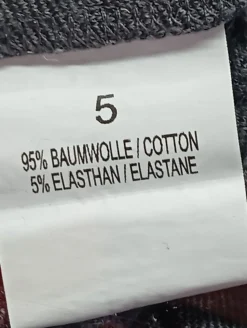 5
95% BAUMWOLLE / COTTON
5% ELASTHAN / ELASTANE